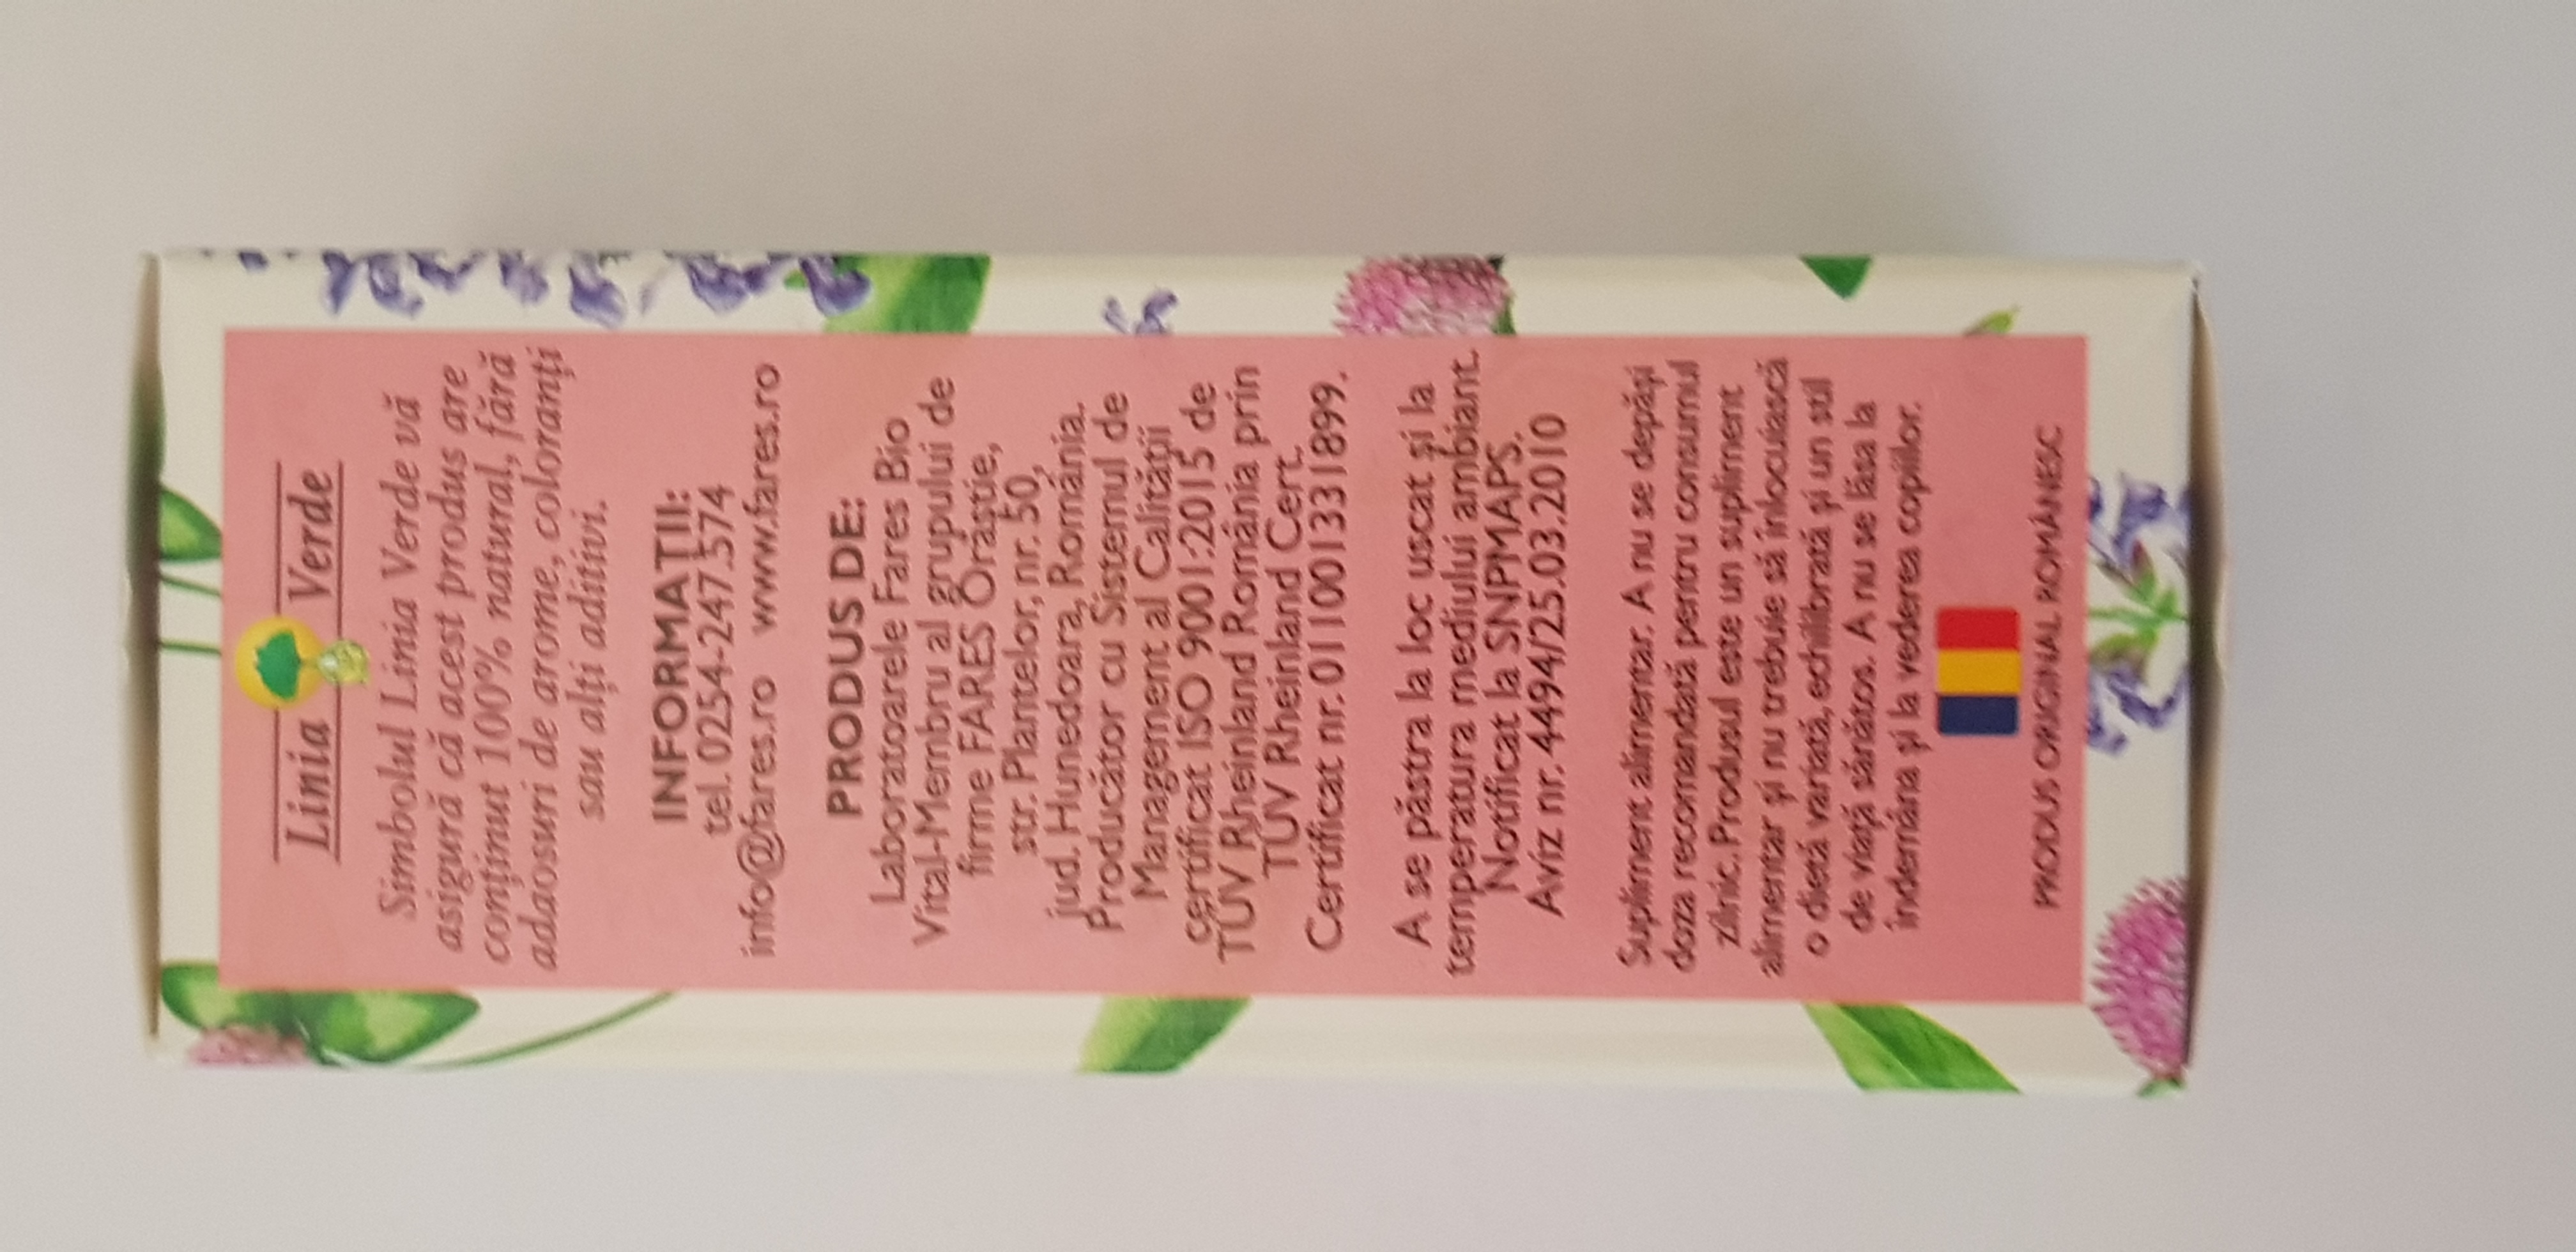 Linia Verde
Simbolul Linia Verde vă
asigură că acest produs are
conținut 100% natural, fără
adaosuri de arome, coloranți
sau alți aditivi.
INFORMAȚII:
tel. 0254-247.574
info@fares.ro www.fares.ro
PRODUS DE:
Laboratoarele Fares Bio
Vital-Membru al grupului de
firme FARES Orăștie,
str. Plantelor, nr. 50,
jud. Hunedoara, România.
Producător cu Sistemul de
Management al Calității
certificat ISO 9001:2015 de
TÜV Rheinland România prin
TÜV Rheinland Cert.
Certificat nr. 011001331899.
A se păstra la loc uscat și la
temperatura mediului ambiant.
Notificat la SNPMAPS.
Aviz nr. 4494/25.03.2010
Supliment alimentar. A nu se depăși
doza recomandată pentru consumul
zilnic. Produsul este un supliment
alimentar și nu trebuie să înlocuiască
o dietă variată, echilibrată și un stil
de viață sănătos. A nu se lăsa la
îndemâna și la vederea copiilor.
PRODUS ORIGINAL ROMÂNESC